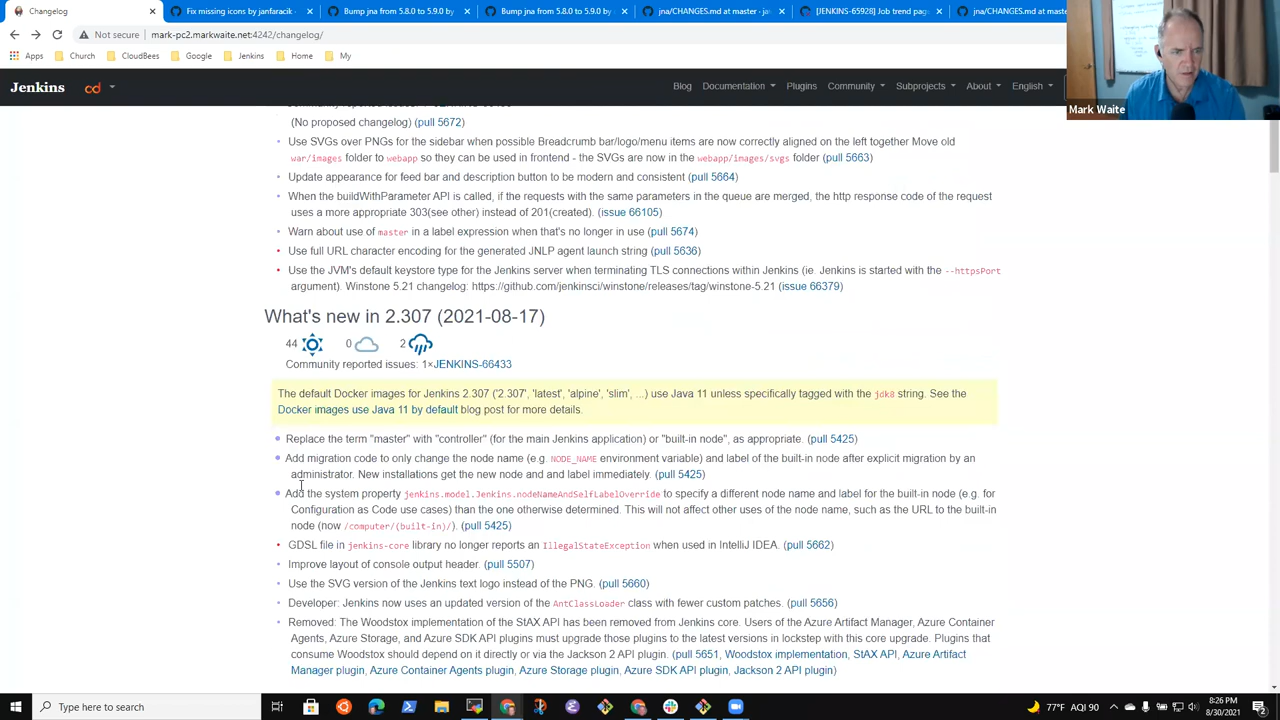 Changelog
Fix missing icons by janfaracik
Bump jna from 5.8.0 to 5.9.0 by
Bump jna from 5.8.0 to 5.9.0 by
jna/CHANGES.md at master · ja
[JENKINS-65928] Job trend pag
jna/CHANGES.md at mast
Not secure
mark-pc2.markwaite.net:4242/changelog/
Apps
Church
CloudBees
Google
Jenkins
Home
My
Mark Waite
Jenkins
cd
Blog
Documentation
Plugins
Community
Subprojects
About
English
(No proposed changelog) (pull 5672)
Use SVGs over PNGs for the sidebar when possible Breadcrumb bar/logo/menu items are now correctly aligned on the left together Move old
war/images folder to webapp so they can be used in frontend - the SVGs are now in the webapp/images/svgs folder (pull 5663)
Update appearance for feed bar and description button to be modern and consistent (pull 5664)
When the buildWithParameter API is called, if the requests with the same parameters in the queue are merged, the http response code of the request
uses a more appropriate 303(see other) instead of 201(created). (issue 66105)
Warn about use of master in a label expression when that's no longer in use (pull 5674)
Use full URL character encoding for the generated JNLP agent launch string (pull 5636)
Use the JVM's default keystore type for the Jenkins server when terminating TLS connections within Jenkins (ie. Jenkins is started with the --httpsPort
argument). Winstone 5.21 changelog: https://github.com/jenkinsci/winstone/releases/tag/winstone-5.21 (issue 66379)
What's new in 2.307 (2021-08-17)
44 0 2
Community reported issues: 1×JENKINS-66433
The default Docker images for Jenkins 2.307 ('2.307', 'latest', 'alpine', 'slim', ...) use Java 11 unless specifically tagged with the jdk8 string. See the
Docker images use Java 11 by default blog post for more details.
Replace the term "master" with "controller" (for the main Jenkins application) or "built-in node", as appropriate. (pull 5425)
Add migration code to only change the node name (e.g. NODE_NAME environment variable) and label of the built-in node after explicit migration by an
administrator. New installations get the new node and and label immediately. (pull 5425)
Add the system property jenkins.model.Jenkins.nodeNameAndSelfLabelOverride to specify a different node name and label for the built-in node (e.g. for
Configuration as Code use cases) than the one otherwise determined. This will not affect other uses of the node name, such as the URL to the built-in
node (now /computer/(built-in)/). (pull 5425)
GDSL file in jenkins-core library no longer reports an IllegalStateException when used in IntelliJ IDEA. (pull 5662)
Improve layout of console output header. (pull 5507)
Use the SVG version of the Jenkins text logo instead of the PNG. (pull 5660)
Developer: Jenkins now uses an updated version of the AntClassLoader class with fewer custom patches. (pull 5656)
Removed: The Woodstox implementation of the StAX API has been removed from Jenkins core. Users of the Azure Artifact Manager, Azure Container
Agents, Azure Storage, and Azure SDK API plugins must upgrade those plugins to the latest versions in lockstep with this core upgrade. Plugins that
consume Woodstox should depend on it directly or via the Jackson 2 API plugin. (pull 5651, Woodstox implementation, StAX API, Azure Artifact
Manager plugin, Azure Container Agents plugin, Azure Storage plugin, Azure SDK API plugin, Jackson 2 API plugin)
Type here to search
77°F AQI 90
8:26 PM
8/30/2021
2